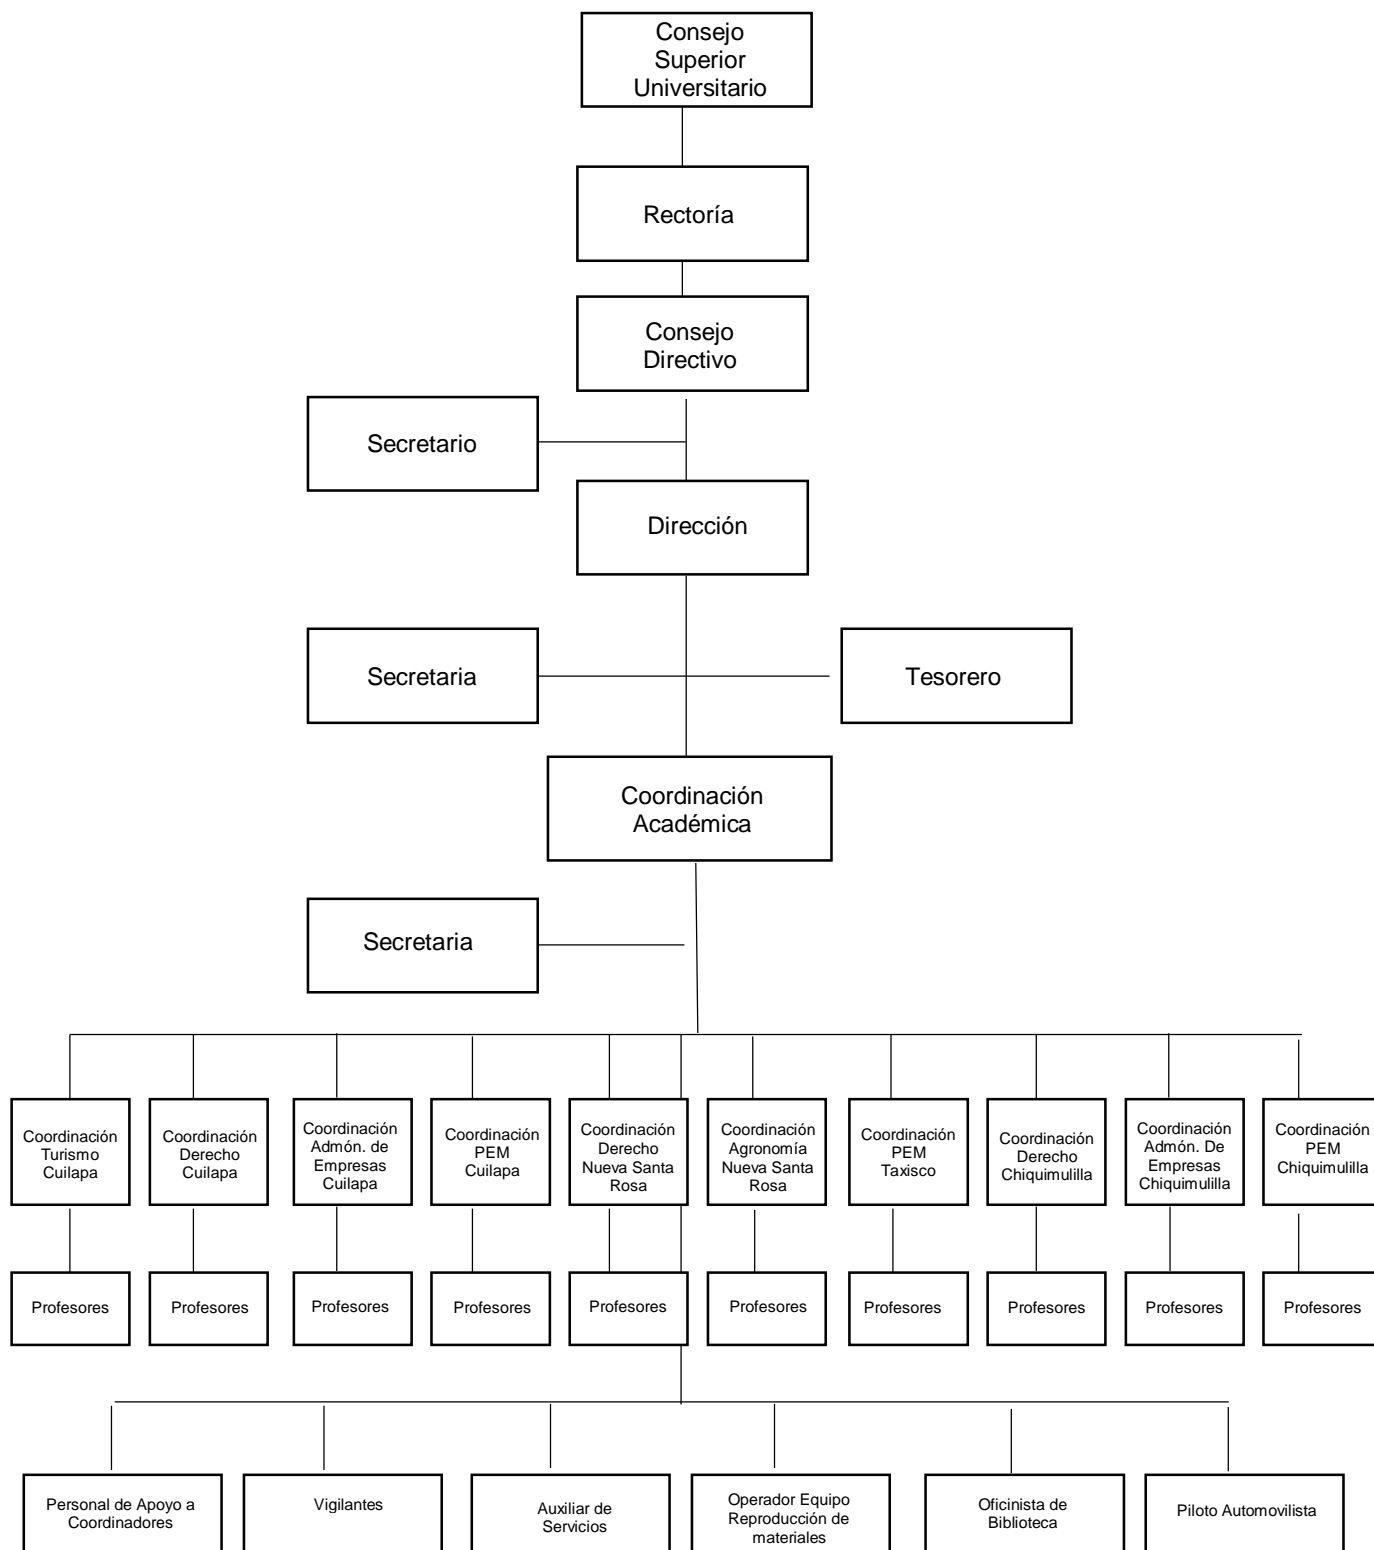 Consejo
Superior
Universitario
Rectoría
Consejo
Directivo
Secretario
Dirección
Secretaria
Tesorero
Coordinación
Académica
Secretaria
Coordinación
Turismo
Cuilapa
Coordinación
Derecho
Cuilapa
Coordinación
Admón. de
Empresas
Cuilapa
Coordinación
PEM
Cuilapa
Coordinación
Derecho
Nueva Santa
Rosa
Coordinación
Agronomía
Nueva Santa
Rosa
Coordinación
PEM
Taxisco
Coordinación
Derecho
Chiquimulilla
Coordinación
Admón. De
Empresas
Chiquimulilla
Coordinación
PEM
Chiquimulilla
Profesores
Profesores
Profesores
Profesores
Profesores
Profesores
Profesores
Profesores
Profesores
Profesores
Personal de Apoyo a
Coordinadores
Vigilantes
Auxiliar de
Servicios
Operador Equipo
Reproducción de
materiales
Oficinista de
Biblioteca
Piloto Automovilista